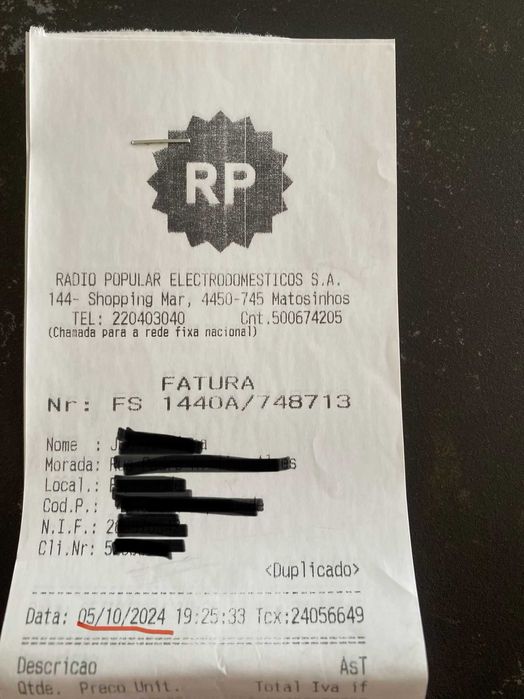 RP
RADIO POPULAR ELECTRODOMESTICOS S.A.
144- Shopping Mar, 4450-745 Matosinhos
TEL: 220403040 Cnt.500674205
(Chamada para a rede fixa nacional)
FATURA
Nr: FS 1440A/748713
Nome :
Morada:
Local.:
Cod.P.:
N.I.F.:
Cli.Nr:
<Duplicado>
Data: 05/10/2024 19:25:33 Tcx:24056649
Descricao AsT
Qtde. Preco Unit. Total Iva if